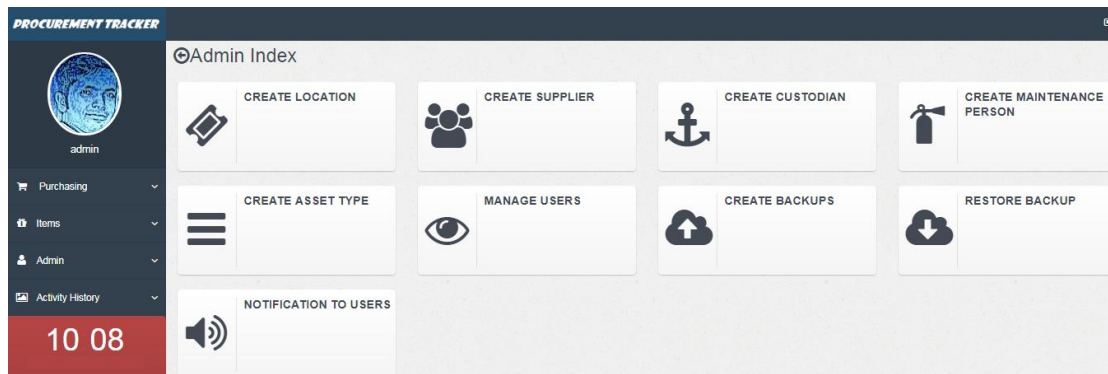 PROCUREMENT TRACKER
admin
Purchasing
Items
Admin
Activity History
10 08
Admin Index
CREATE LOCATION
CREATE SUPPLIER
CREATE CUSTODIAN
CREATE MAINTENANCE
PERSON
CREATE ASSET TYPE
MANAGE USERS
CREATE BACKUPS
RESTORE BACKUP
NOTIFICATION TO USERS